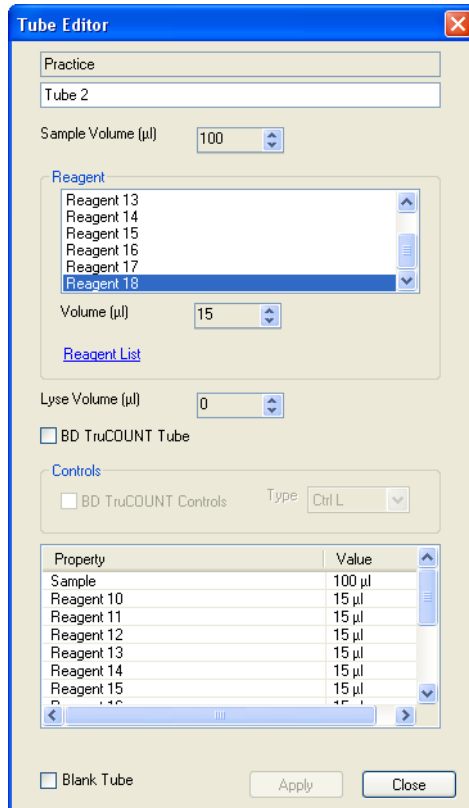 Tube Editor
Practice
Tube 2
Sample Volume (µl) 100
Reagent
Reagent 13
Reagent 14
Reagent 15
Reagent 16
Reagent 17
Reagent 18
Volume (µl) 15
Reagent List
Lyse Volume (µl) 0
BD TruCOUNT Tube
Controls
BD TruCOUNT Controls Type Ctrl L
Property Value
Sample 100 µl
Reagent 10 15 µl
Reagent 11 15 µl
Reagent 12 15 µl
Reagent 13 15 µl
Reagent 14 15 µl
Reagent 15 15 µl
Blank Tube Apply Close